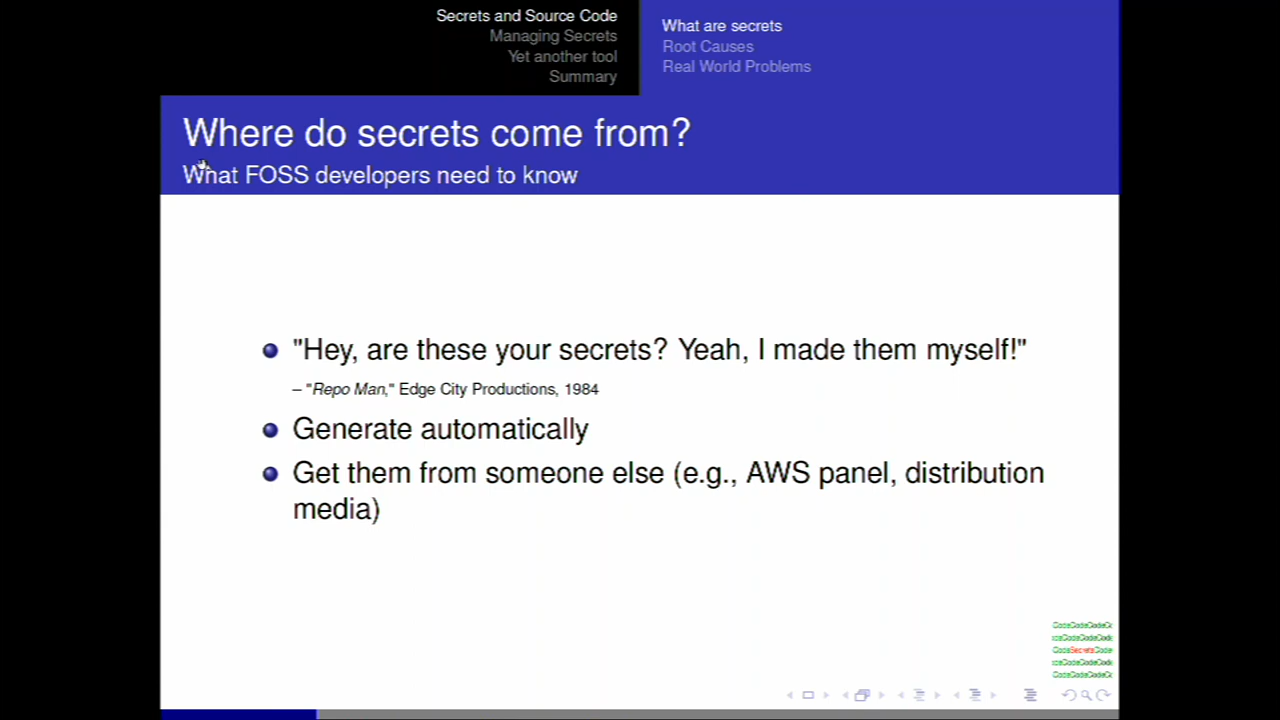 Secrets and Source Code
Managing Secrets
Yet another tool
Summary
What are secrets
Root Causes
Real World Problems
Where do secrets come from?
What FOSS developers need to know
"Hey, are these your secrets? Yeah, I made them myself!"
– "Repo Man," Edge City Productions, 1984
Generate automatically
Get them from someone else (e.g., AWS panel, distribution
media)
CodeCodeCodeCc
CodeSecretsCode